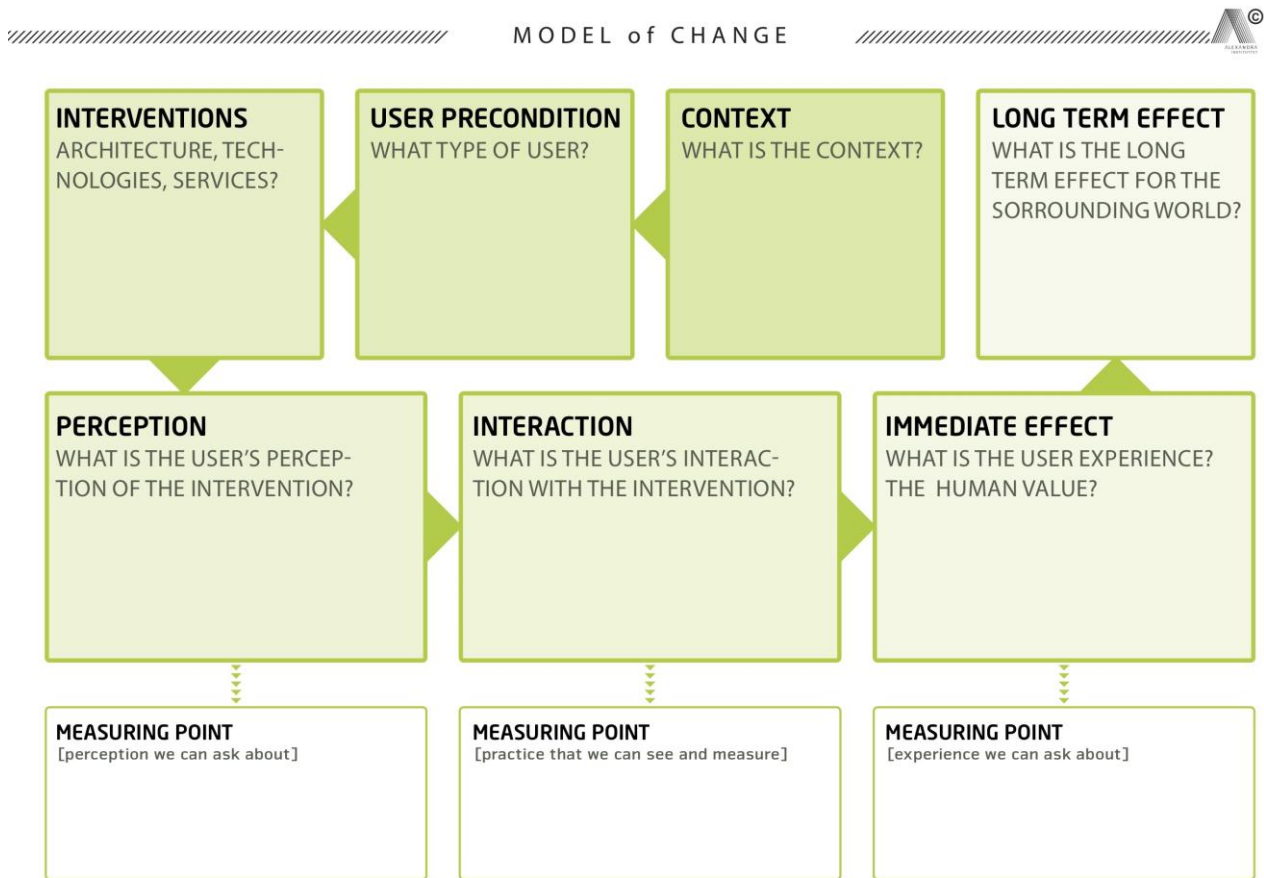 MODEL of CHANGE
©
ALEXANDRA
INSTITUTTET
INTERVENTIONS
ARCHITECTURE, TECH-
NOLOGIES, SERVICES?
USER PRECONDITION
WHAT TYPE OF USER?
CONTEXT
WHAT IS THE CONTEXT?
LONG TERM EFFECT
WHAT IS THE LONG
TERM EFFECT FOR THE
SORROUNDING WORLD?
PERCEPTION
WHAT IS THE USER'S PERCEP-
TION OF THE INTERVENTION?
INTERACTION
WHAT IS THE USER'S INTERAC-
TION WITH THE INTERVENTION?
IMMEDIATE EFFECT
WHAT IS THE USER EXPERIENCE?
THE HUMAN VALUE?
MEASURING POINT
[perception we can ask about]
MEASURING POINT
[practice that we can see and measure]
MEASURING POINT
[experience we can ask about]